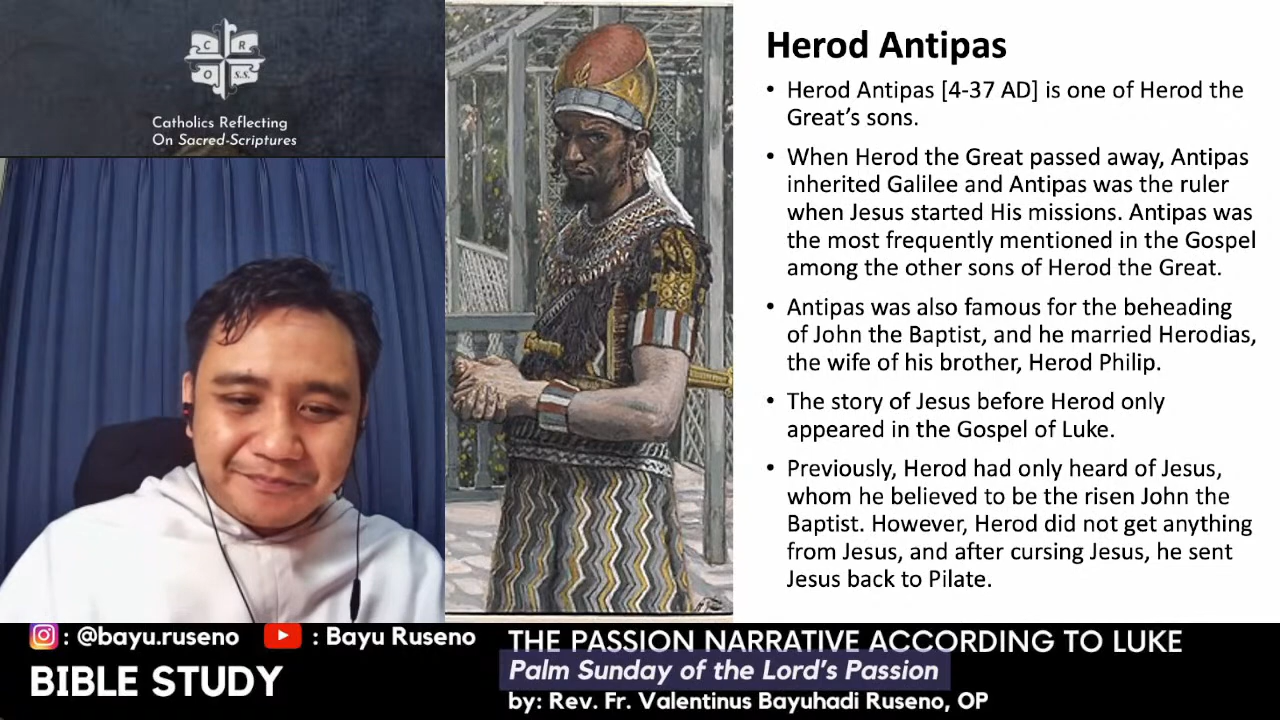 C R
O S.S.
Catholics Reflecting
On Sacred-Scriptures
Herod Antipas
• Herod Antipas [4-37 AD] is one of Herod the
Great’s sons.
• When Herod the Great passed away, Antipas
inherited Galilee and Antipas was the ruler
when Jesus started His missions. Antipas was
the most frequently mentioned in the Gospel
among the other sons of Herod the Great.
• Antipas was also famous for the beheading
of John the Baptist, and he married Herodias,
the wife of his brother, Herod Philip.
• The story of Jesus before Herod only
appeared in the Gospel of Luke.
• Previously, Herod had only heard of Jesus,
whom he believed to be the risen John the
Baptist. However, Herod did not get anything
from Jesus, and after cursing Jesus, he sent
Jesus back to Pilate.
: @bayu.ruseno : Bayu Ruseno
BIBLE STUDY
THE PASSION NARRATIVE ACCORDING TO LUKE
Palm Sunday of the Lord’s Passion
by: Rev. Fr. Valentinus Bayuhadi Ruseno, OP